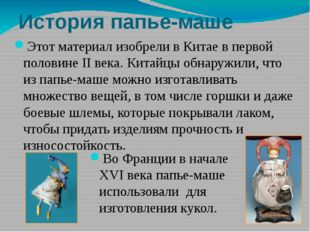 История папье-маше
Этот материал изобрели в Китае в первой
половине II века. Китайцы обнаружили, что
из папье-маше можно изготавливать
множество вещей, в том числе горшки и даже
боевые шлемы, которые покрывали лаком,
чтобы придать изделиям прочность и
износостойкость.
Во Франции в начале
XVI века папье-маше
использовали для
изготовления кукол.